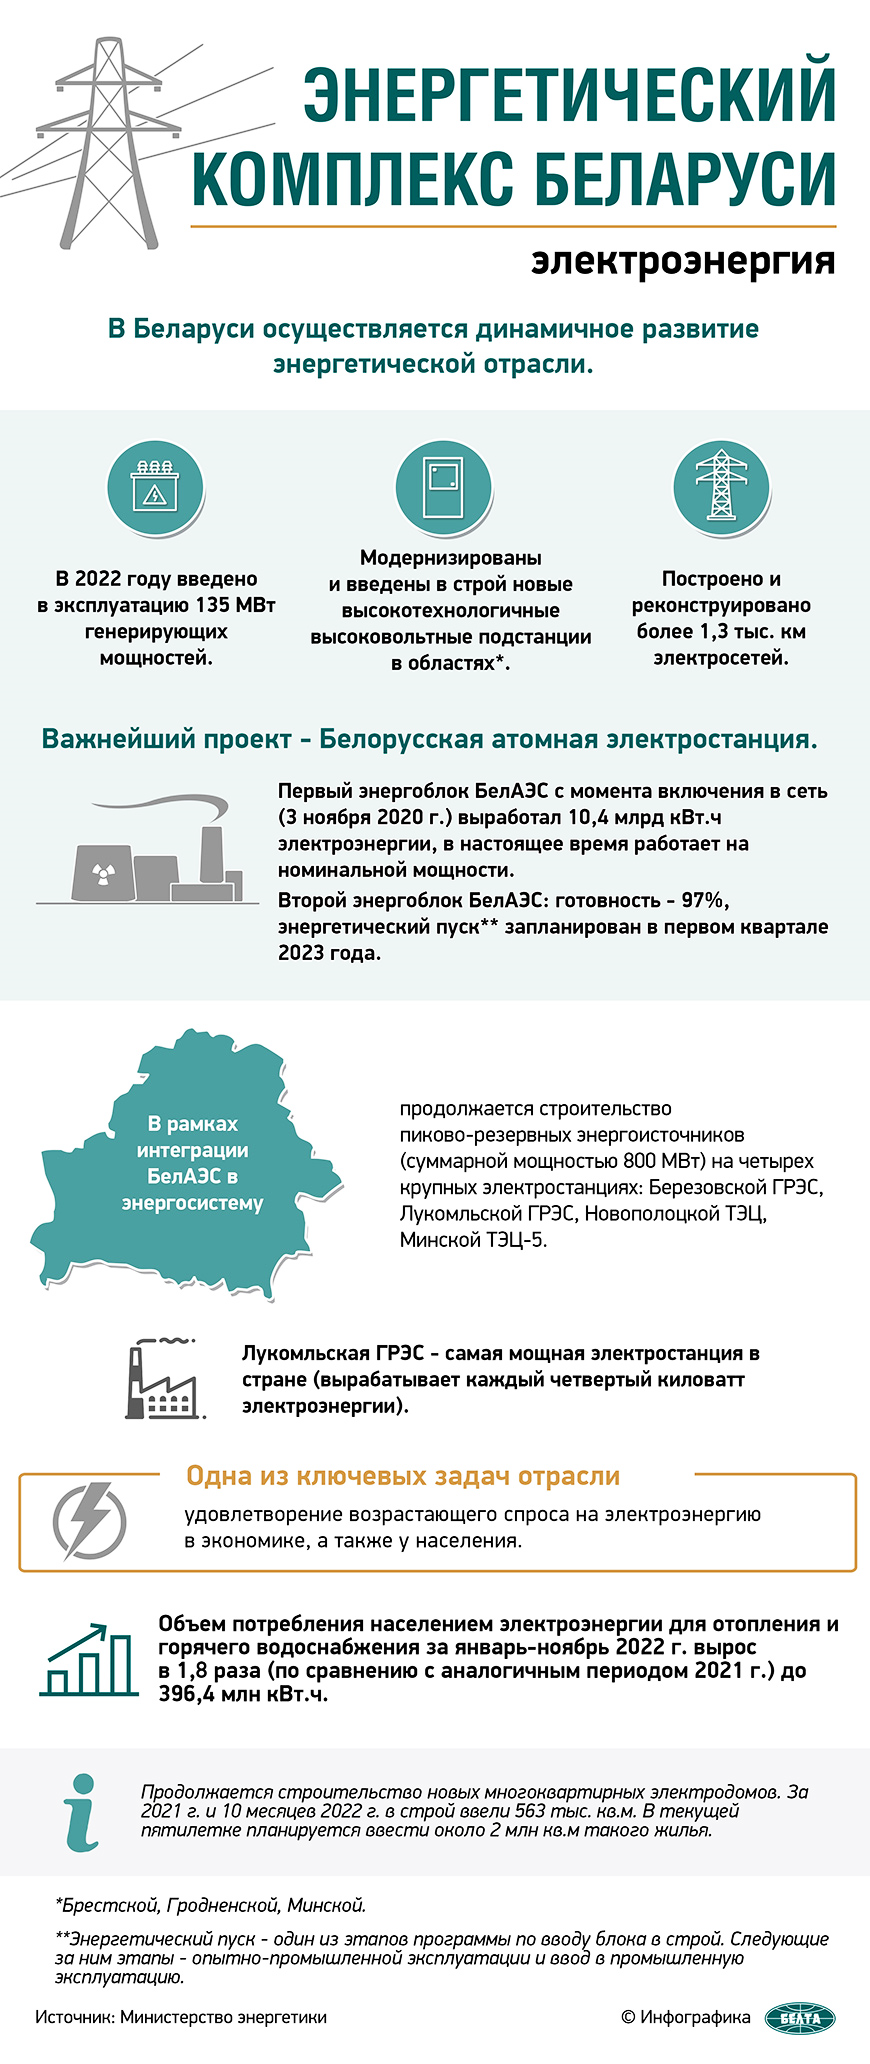 ЭНЕРГЕТИЧЕСКИЙ
КОМПЛЕКС БЕЛАРУСИ
электроэнергия
В Беларуси осуществляется динамичное развитие
энергетической отрасли.
В 2022 году введено
в эксплуатацию 135 МВт
генерирующих
мощностей.
Модернизированы
и введены в строй новые
высокотехнологичные
высоковольтные подстанции
в областях*.
Построено и
реконструировано
более 1,3 тыс. км
электросетей.
Важнейший проект - Белорусская атомная электростанция.
Первый энергоблок БелАЭС с момента включения в сеть
(3 ноября 2020 г.) выработал 10,4 млрд кВт.ч
электроэнергии, в настоящее время работает на
номинальной мощности.
Второй энергоблок БелАЭС: готовность - 97%,
энергетический пуск** запланирован в первом квартале
2023 года.
В рамках
интеграции
БелАЭС в
энергосистему
продолжается строительство
пиково-резервных энергоисточников
(суммарной мощностью 800 МВт) на четырех
крупных электростанциях: Березовской ГРЭС,
Лукомльской ГРЭС, Новополоцкой ТЭЦ,
Минской ТЭЦ-5.
Лукомльская ГРЭС - самая мощная электростанция в
стране (вырабатывает каждый четвертый киловатт
электроэнергии).
Одна из ключевых задач отрасли
удовлетворение возрастающего спроса на электроэнергию
в экономике, а также у населения.
Объем потребления населением электроэнергии для отопления и
горячего водоснабжения за январь-ноябрь 2022 г. вырос
в 1,8 раза (по сравнению с аналогичным периодом 2021 г.) до
396,4 млн кВт.ч.
Продолжается строительство новых многоквартирных электродомов. За
2021 г. и 10 месяцев 2022 г. в строй ввели 563 тыс. кв.м. В текущей
пятилетке планируется ввести около 2 млн кв.м такого жилья.
*Брестской, Гродненской, Минской.
**Энергетический пуск - один из этапов программы по вводу блока в строй. Следующие
за ним этапы - опытно-промышленной эксплуатации и ввод в промышленную
эксплуатацию.
Источник: Министерство энергетики
© Инфографика БЕЛТА